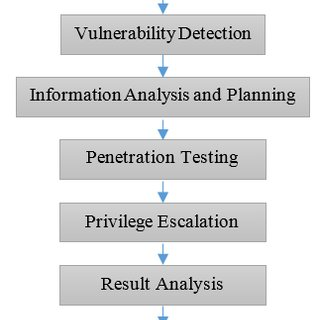 Vulnerability Detection
Information Analysis and Planning
Penetration Testing
Privilege Escalation
Result Analysis